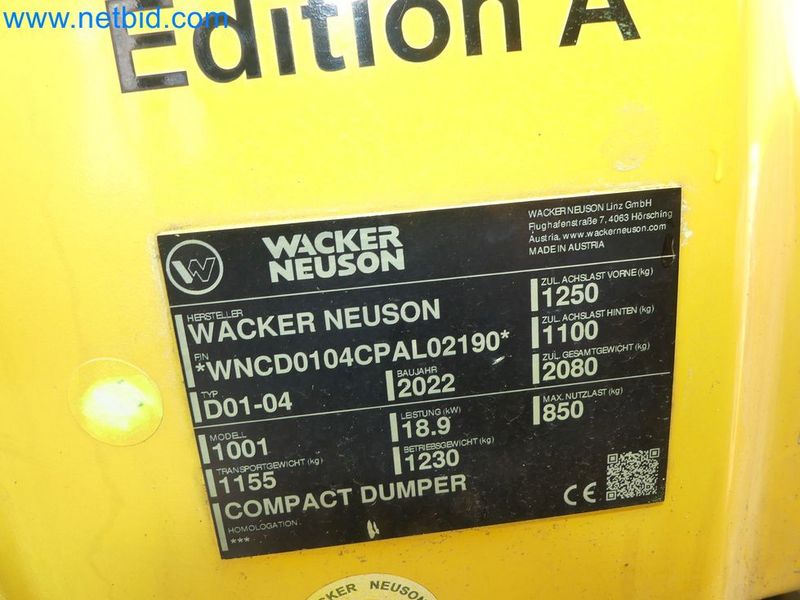 www.netbid.com
Edition A
WACKER NEUSON Linz GmbH
Flughafenstraße 7, 4063 Hörsching
Austria, www.wackerneuson.com
MADE IN AUSTRIA
W
WACKER
NEUSON
HERSTELLER
WACKER NEUSON
FIN
*WNCD0104CPAL02190*
TYP
D01-04
BAUJAHR
2022
MODELL
1001
LEISTUNG (kW)
18.9
TRANSPORTGEWICHT (kg)
1155
BETRIEBSGEWICHT (kg)
1230
ZUL. ACHSLAST VORNE (kg)
1250
ZUL. ACHSLAST HINTEN (kg)
1100
ZUL. GESAMTGEWICHT (kg)
2080
MAX. NUTZLAST (kg)
850
COMPACT DUMPER
HOMOLOGATION
***
CE
WACKER NEUSON